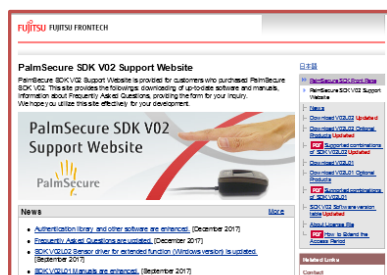 FUJITSU FUJITSU FRONTECH
PalmSecure SDK V02 Support Website
PalmSecure SDK V02 Support Website is provided for customers who purchased PalmSecure
SDK V02. This site provides the followings: downloading of up-to-date software and manuals,
Information about Frequently Asked Questions, providing the form for your inquiry.
We hope you utilize this site effectively for your development.
PalmSecure SDK V02
Support Website
PalmSecure
News
More
Authentication library and other software are enhanced. [December 2017]
Frequently Asked Questions are updated. [December 2017]
SDK V02L02 Sensor driver for extended function (Windows version) is updated.
[September 2017]
SDK V02L01 Manuals are enhanced. [September 2017]
日本語
PalmSecure SDK Front Page
PalmSecure SDK V02 Support
Website
News
Download V02L02 Updated
Download V02L02 Optional
Products Updated
PDF Supported combinations
of SDK V02L02 Updated
Download V02L01
Download V02L01 Optional
Products
PDF Supported combinations
of SDK V02L01
SDK V02 Software version
table Updated
About License File
PDF How to Extend the
Access Period
Related Links
Contact